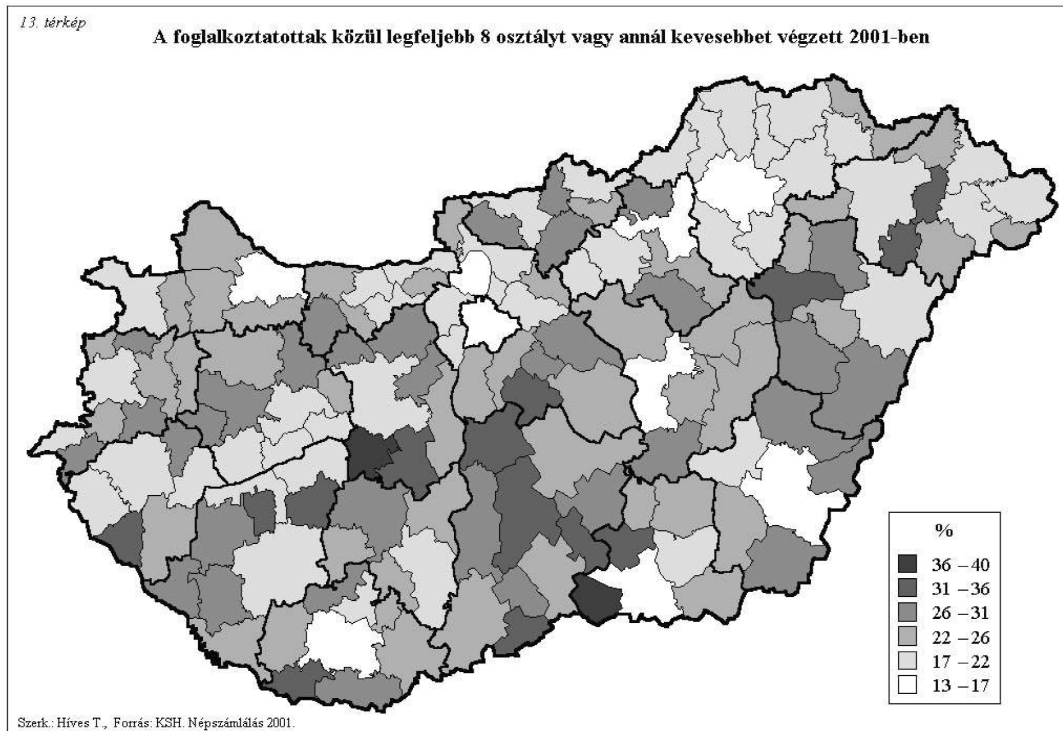 13. térkép
A foglalkoztatottak közül legfeljebb 8 osztályt vagy annál kevesebbet végzett 2001-ben
%
36 – 40
31 – 36
26 – 31
22 – 26
17 – 22
13 – 17
Szerk.: Híves T., Forrás: KSH. Népszámlálás 2001.